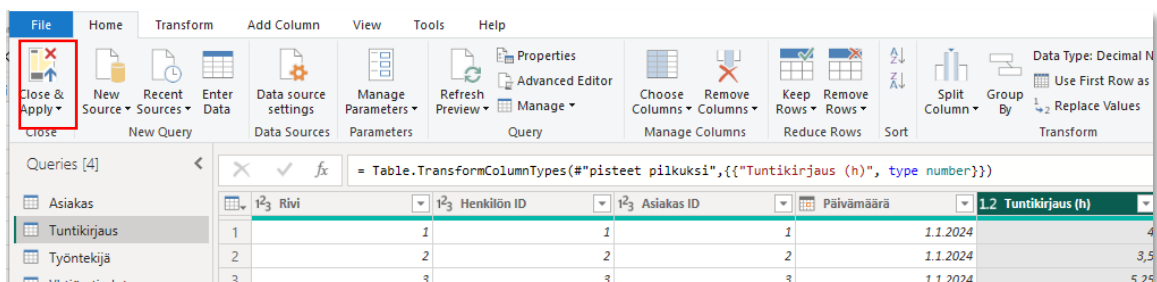 File Home Transform Add Column View Tools Help
Close & Apply
New Source
Recent Sources
Enter Data
Data source settings
Manage Parameters
Refresh Preview
Properties
Advanced Editor
Manage
Choose Columns
Remove Columns
Keep Rows
Remove Rows
Split Column
Group By
Data Type: Decimal N
Use First Row as
Replace Values
Close New Query Data Sources Parameters Query Manage Columns Reduce Rows Sort Transform
Queries [4]
fx = Table.TransformColumnTypes(#"pisteet pilkuksi",{{"Tuntikirjaus (h)", type number}})
Asiakas
Tuntikirjaus
Työntekijä
1²3 Rivi 1²3 Henkilön ID 1²3 Asiakas ID Päivämäärä 1.2 Tuntikirjaus (h)
1 1 1 1 1.1.2024 4
2 2 2 2 1.1.2024 3,5
3 3 3 3 1.1.2024 5,25